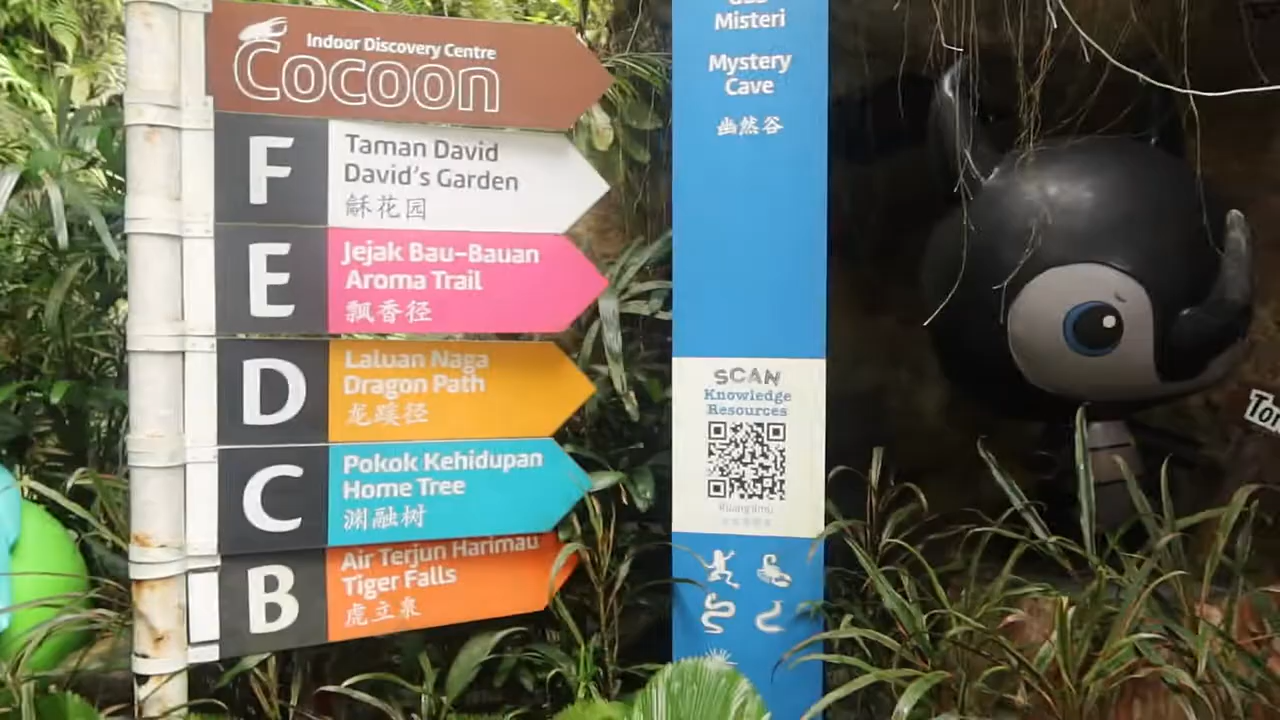 Indoor Discovery Centre
Cocoon
F
Taman David
David's Garden
稣花园
E
Jejak Bau-Bauan
Aroma Trail
飘香径
D
Laluan Naga
Dragon Path
龙蹊径
C
Pokok Kehidupan
Home Tree
渊融树
B
Air Terjun Harimau
Tiger Falls
虎立泉
Misteri
Mystery
Cave
幽然谷
SCAN
Knowledge
Resources